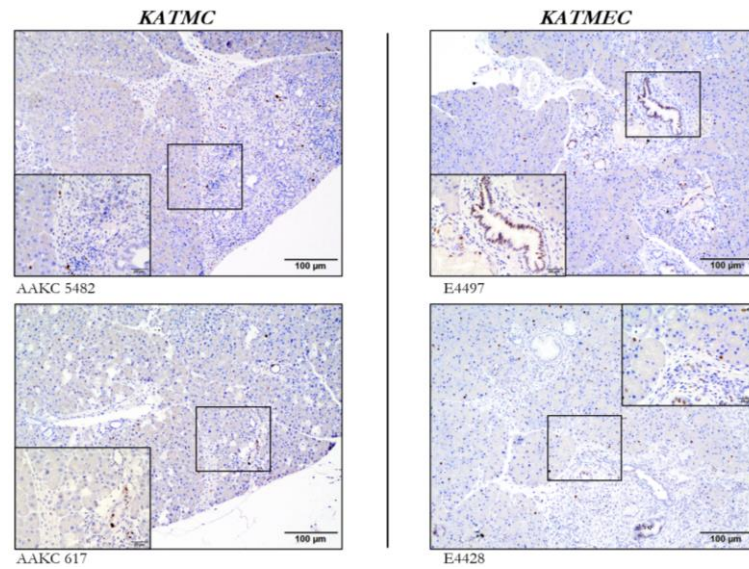 KATMC
KATMEC
100 µm
AAKC 5482
100 µm
E4497
100 µm
AAKC 617
100 µm
E4428